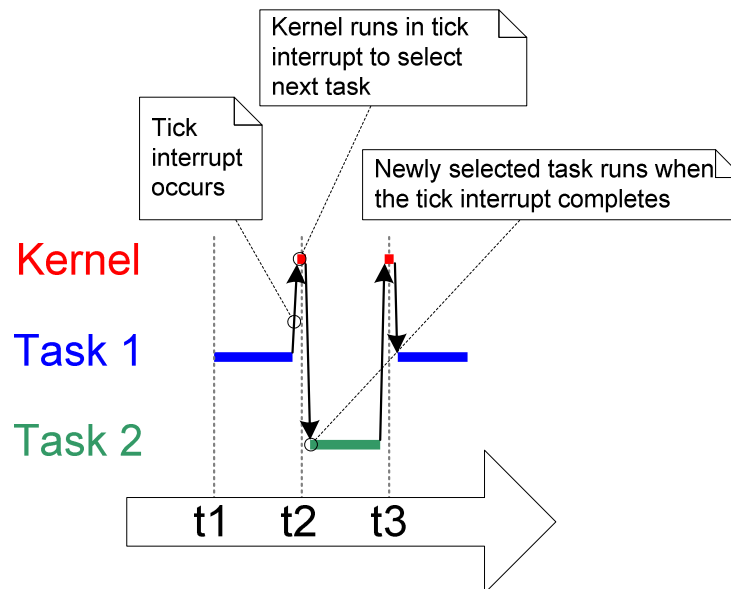 Kernel runs in tick
interrupt to select
next task
Tick
interrupt
occurs
Newly selected task runs when
the tick interrupt completes
Kernel
Task 1
Task 2
t1 t2 t3